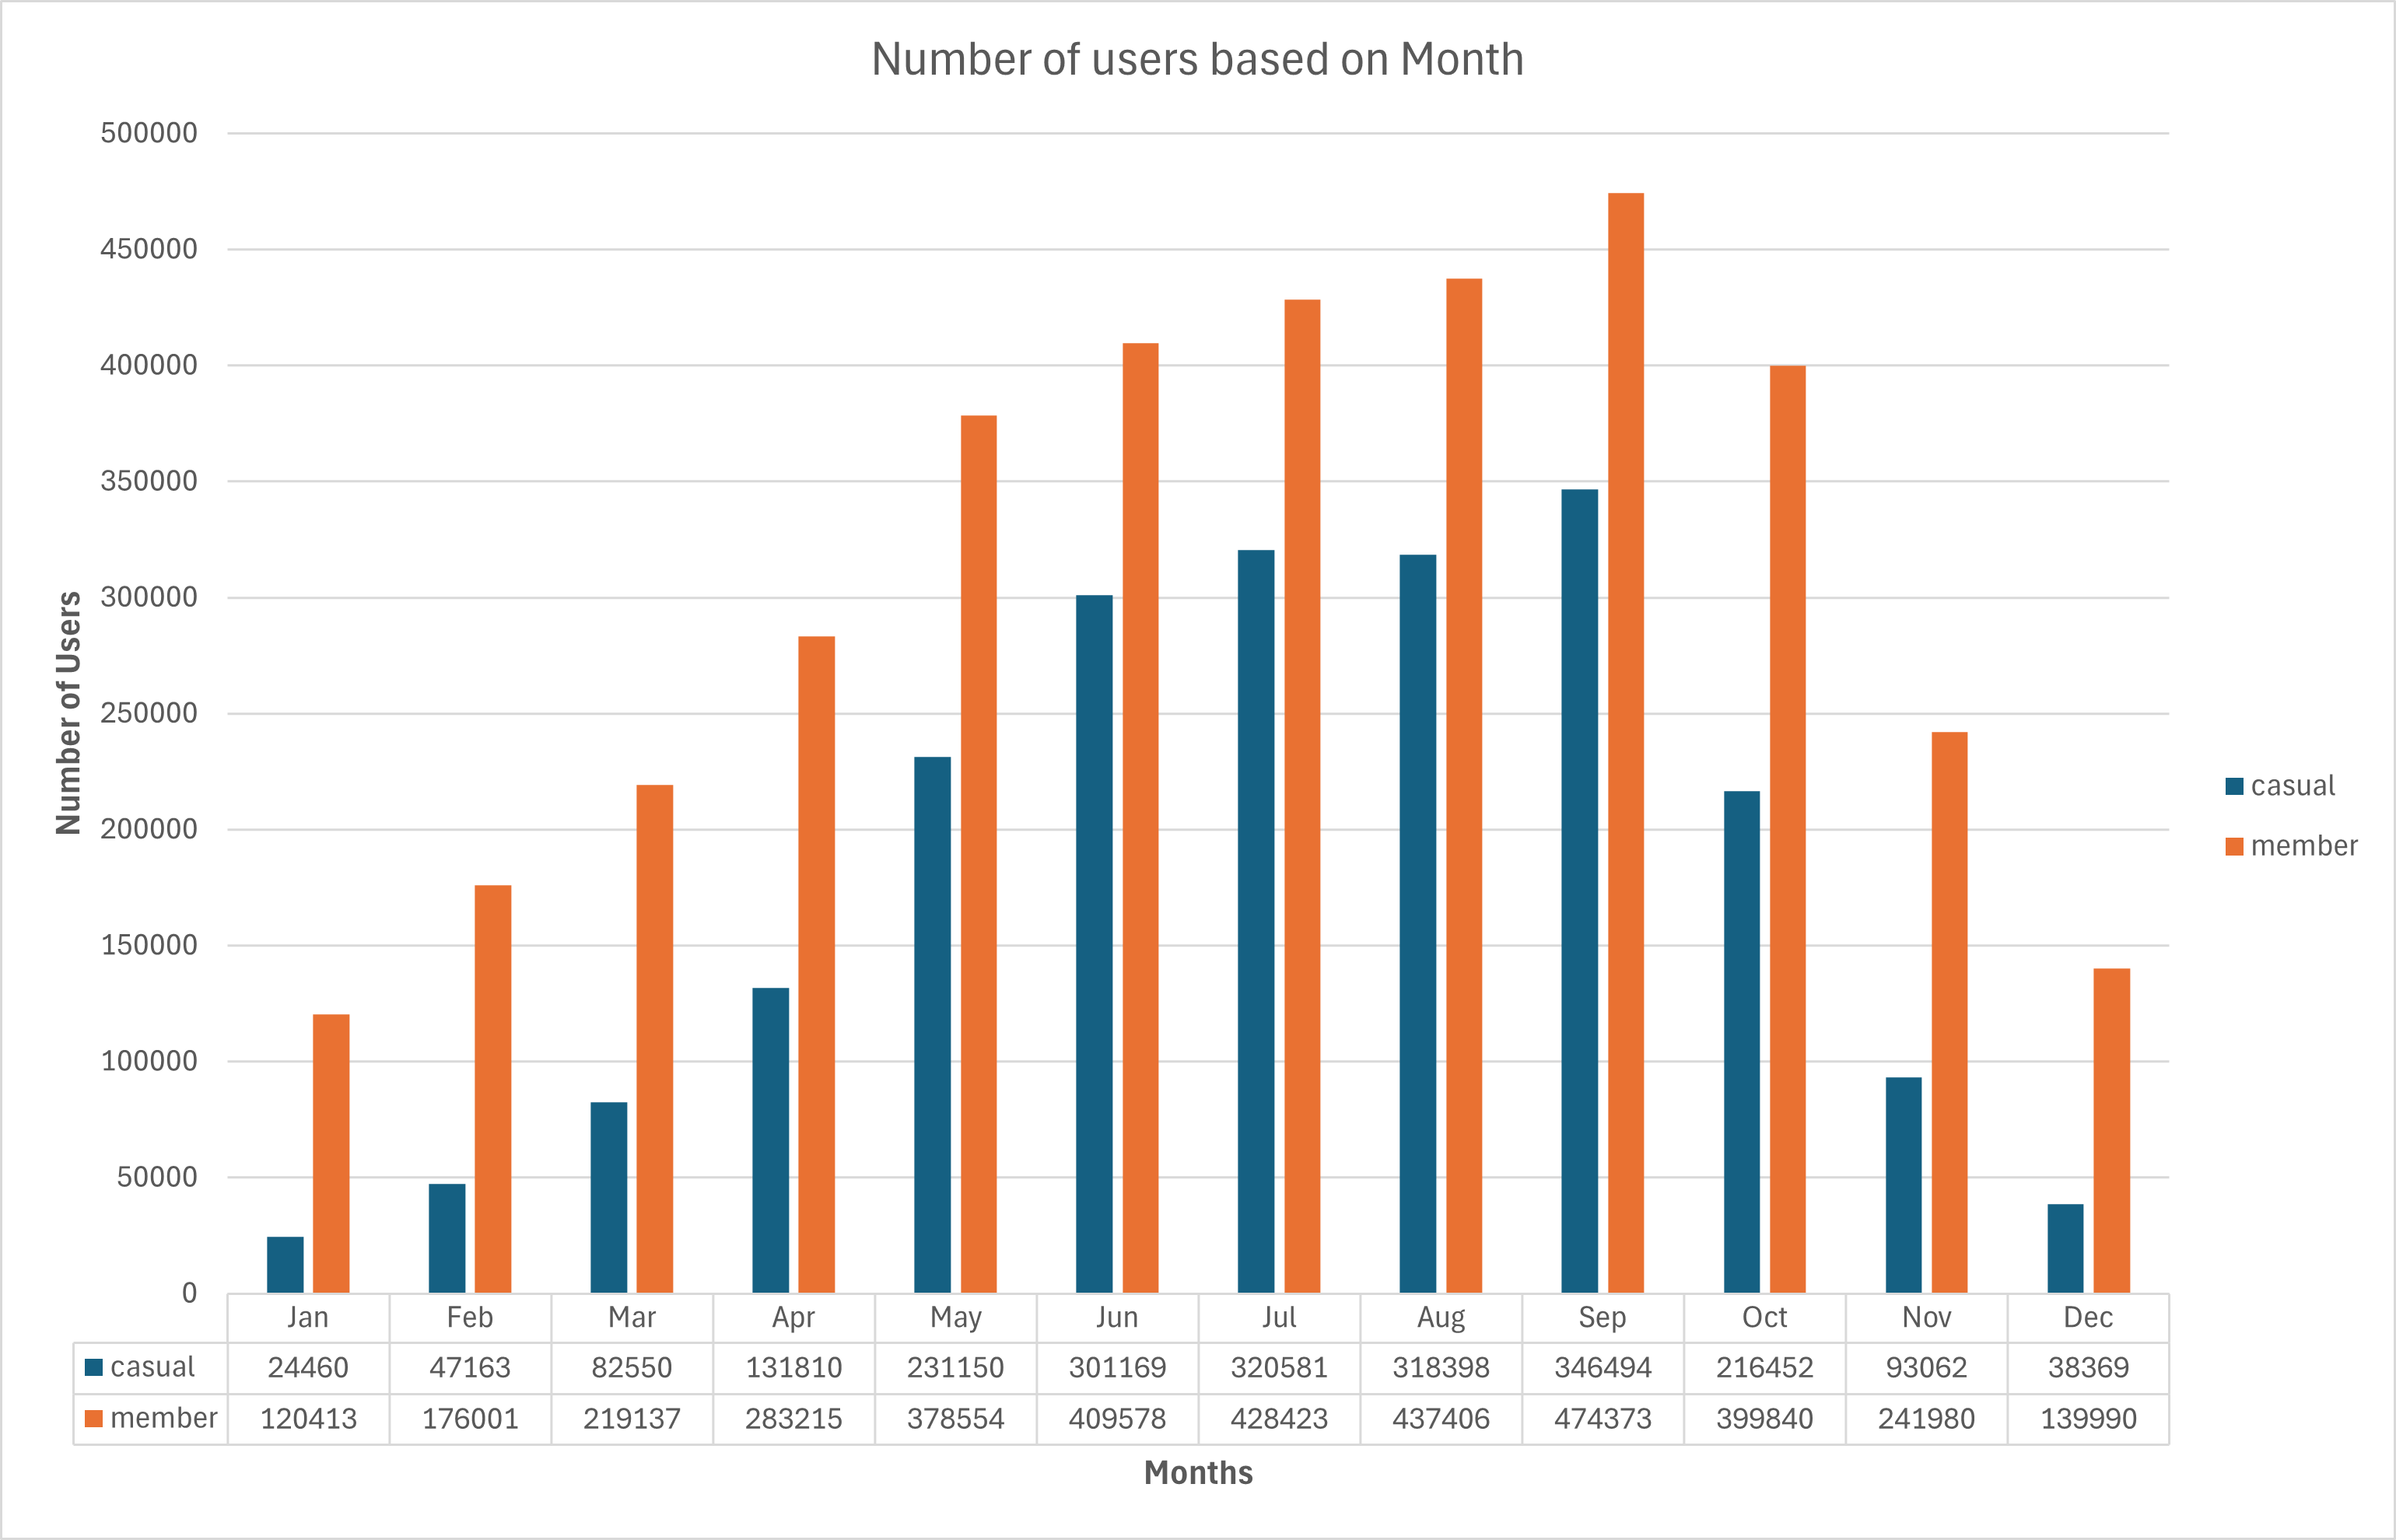 Number of users based on Month
500000
450000
400000
350000
300000
250000
200000
150000
100000
50000
0
Number of Users
casual
member
Jan Feb Mar Apr May Jun Jul Aug Sep Oct Nov Dec
casual 24460 47163 82550 131810 231150 301169 320581 318398 346494 216452 93062 38369
member 120413 176001 219137 283215 378554 409578 428423 437406 474373 399840 241980 139990
Months